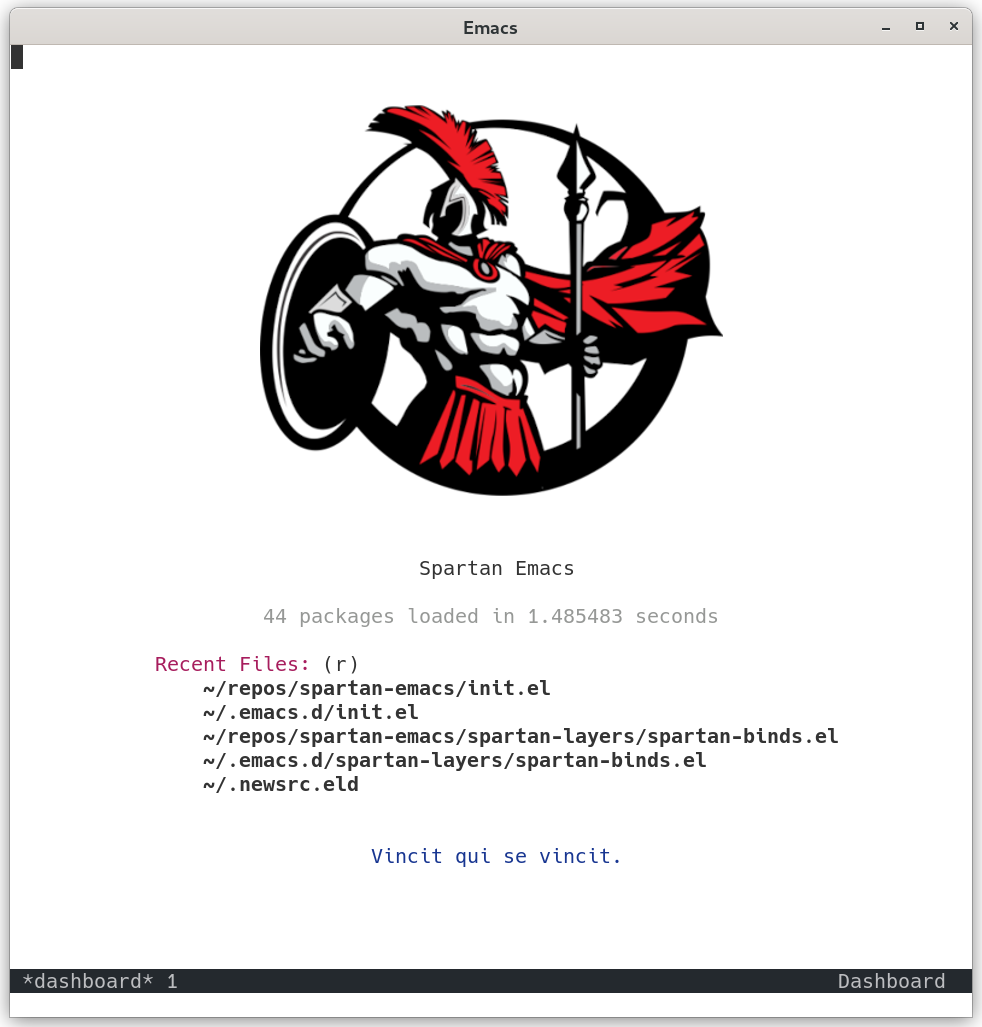 Emacs
Spartan Emacs
44 packages loaded in 1.485483 seconds
Recent Files: (r)
~/repos/spartan-emacs/init.el
~/.emacs.d/init.el
~/repos/spartan-emacs/spartan-layers/spartan-binds.el
~/.emacs.d/spartan-layers/spartan-binds.el
~/.newsrc.eld
Vincit qui se vincit.
*dashboard* 1 Dashboard